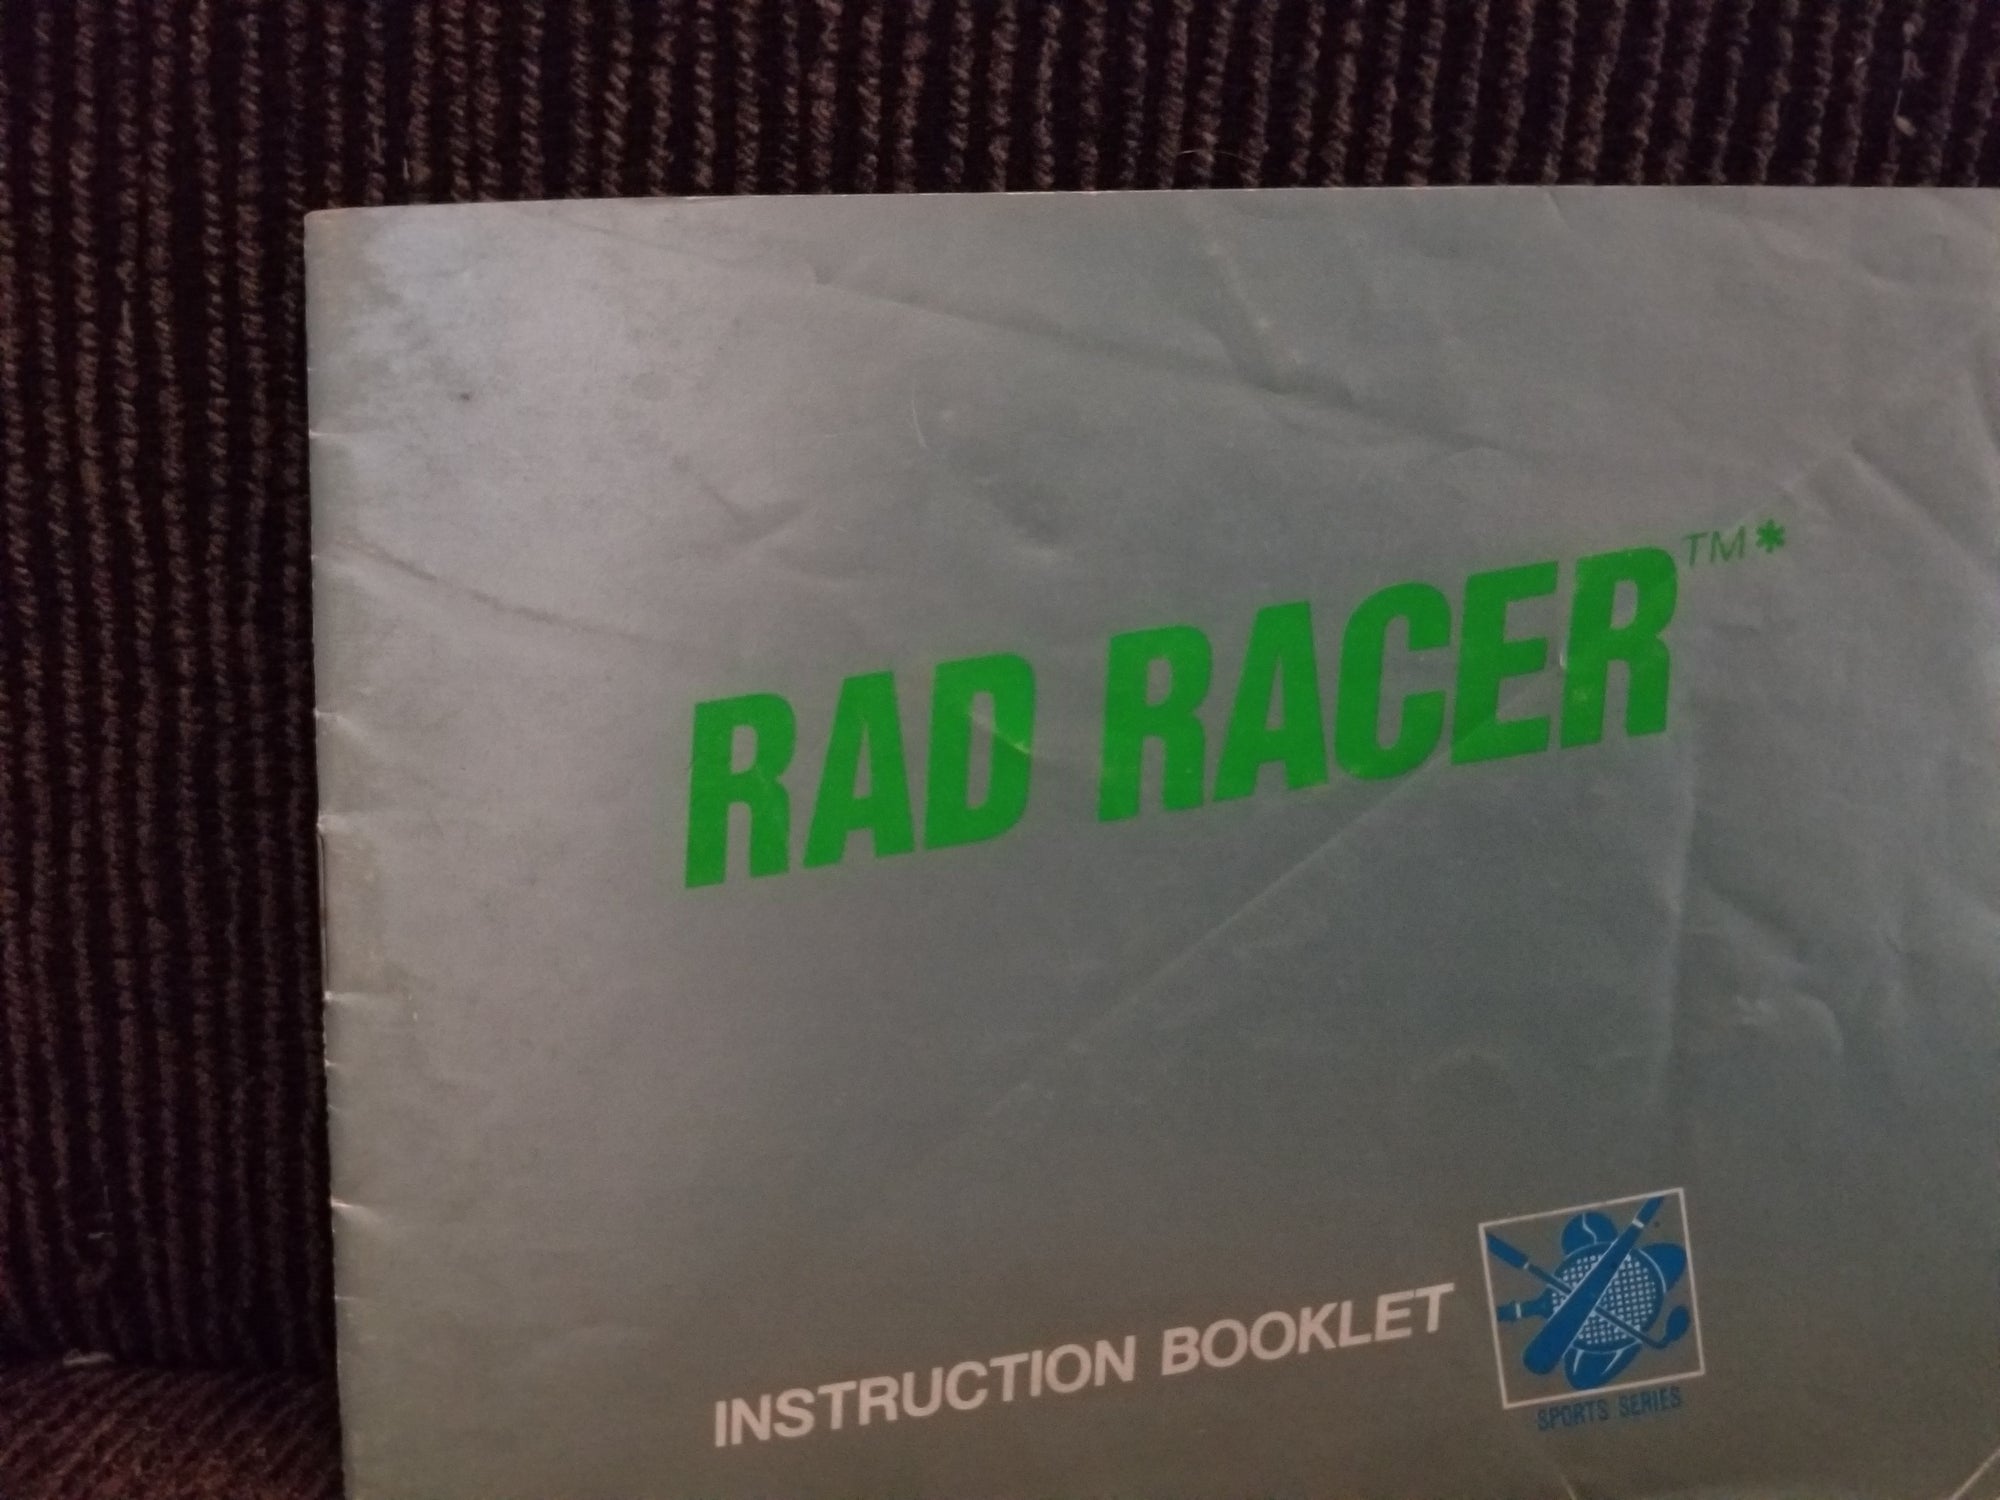 RAD RACER™*
INSTRUCTION BOOKLET
SPORTS SERIES